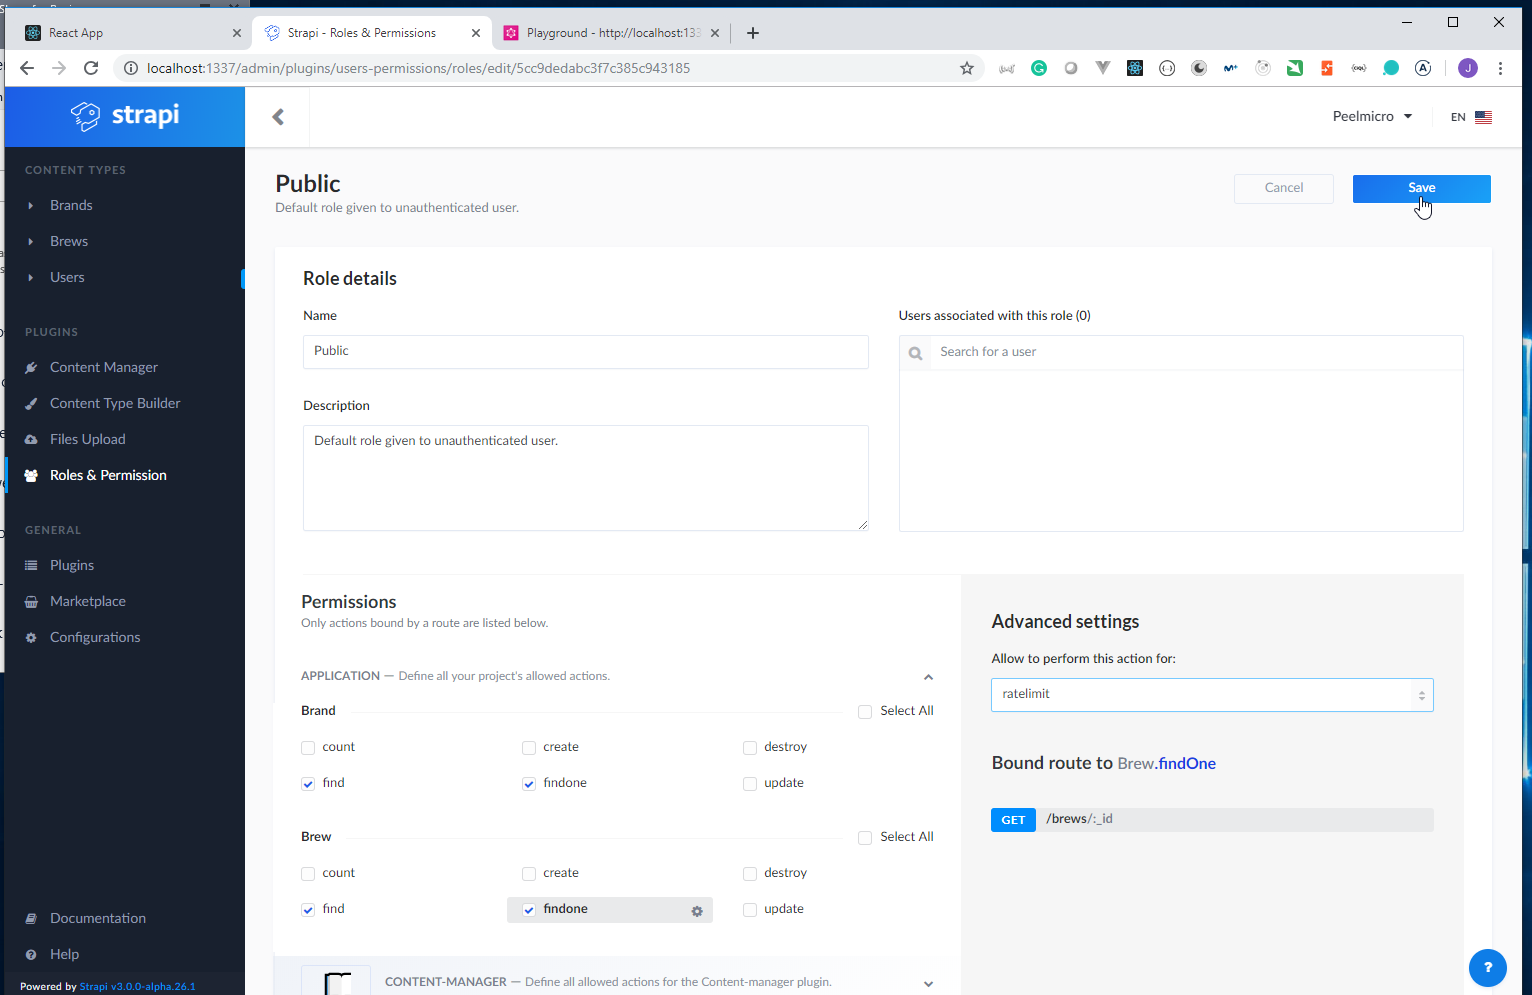 React App
Strapi - Roles & Permissions
Playground - http://localhost:133
localhost:1337/admin/plugins/users-permissions/roles/edit/5cc9dedabc3f7c385c943185
J
strapi
Peelmicro
EN
CONTENT TYPES
Brands
Brews
Users
PLUGINS
Content Manager
Content Type Builder
Files Upload
Roles & Permission
GENERAL
Plugins
Marketplace
Configurations
Documentation
Help
Powered by Strapi v3.0.0-alpha.26.1
Public
Default role given to unauthenticated user.
Cancel
Save
Role details
Name
Public
Description
Default role given to unauthenticated user.
Users associated with this role (0)
Search for a user
Permissions
Only actions bound by a route are listed below.
APPLICATION — Define all your project's allowed actions.
Brand
Select All
count
create
destroy
find
findone
update
Brew
Select All
count
create
destroy
find
findone
update
CONTENT-MANAGER — Define all allowed actions for the Content-manager plugin.
Advanced settings
Allow to perform this action for:
ratelimit
Bound route to Brew.findOne
GET /brews/:_id
?